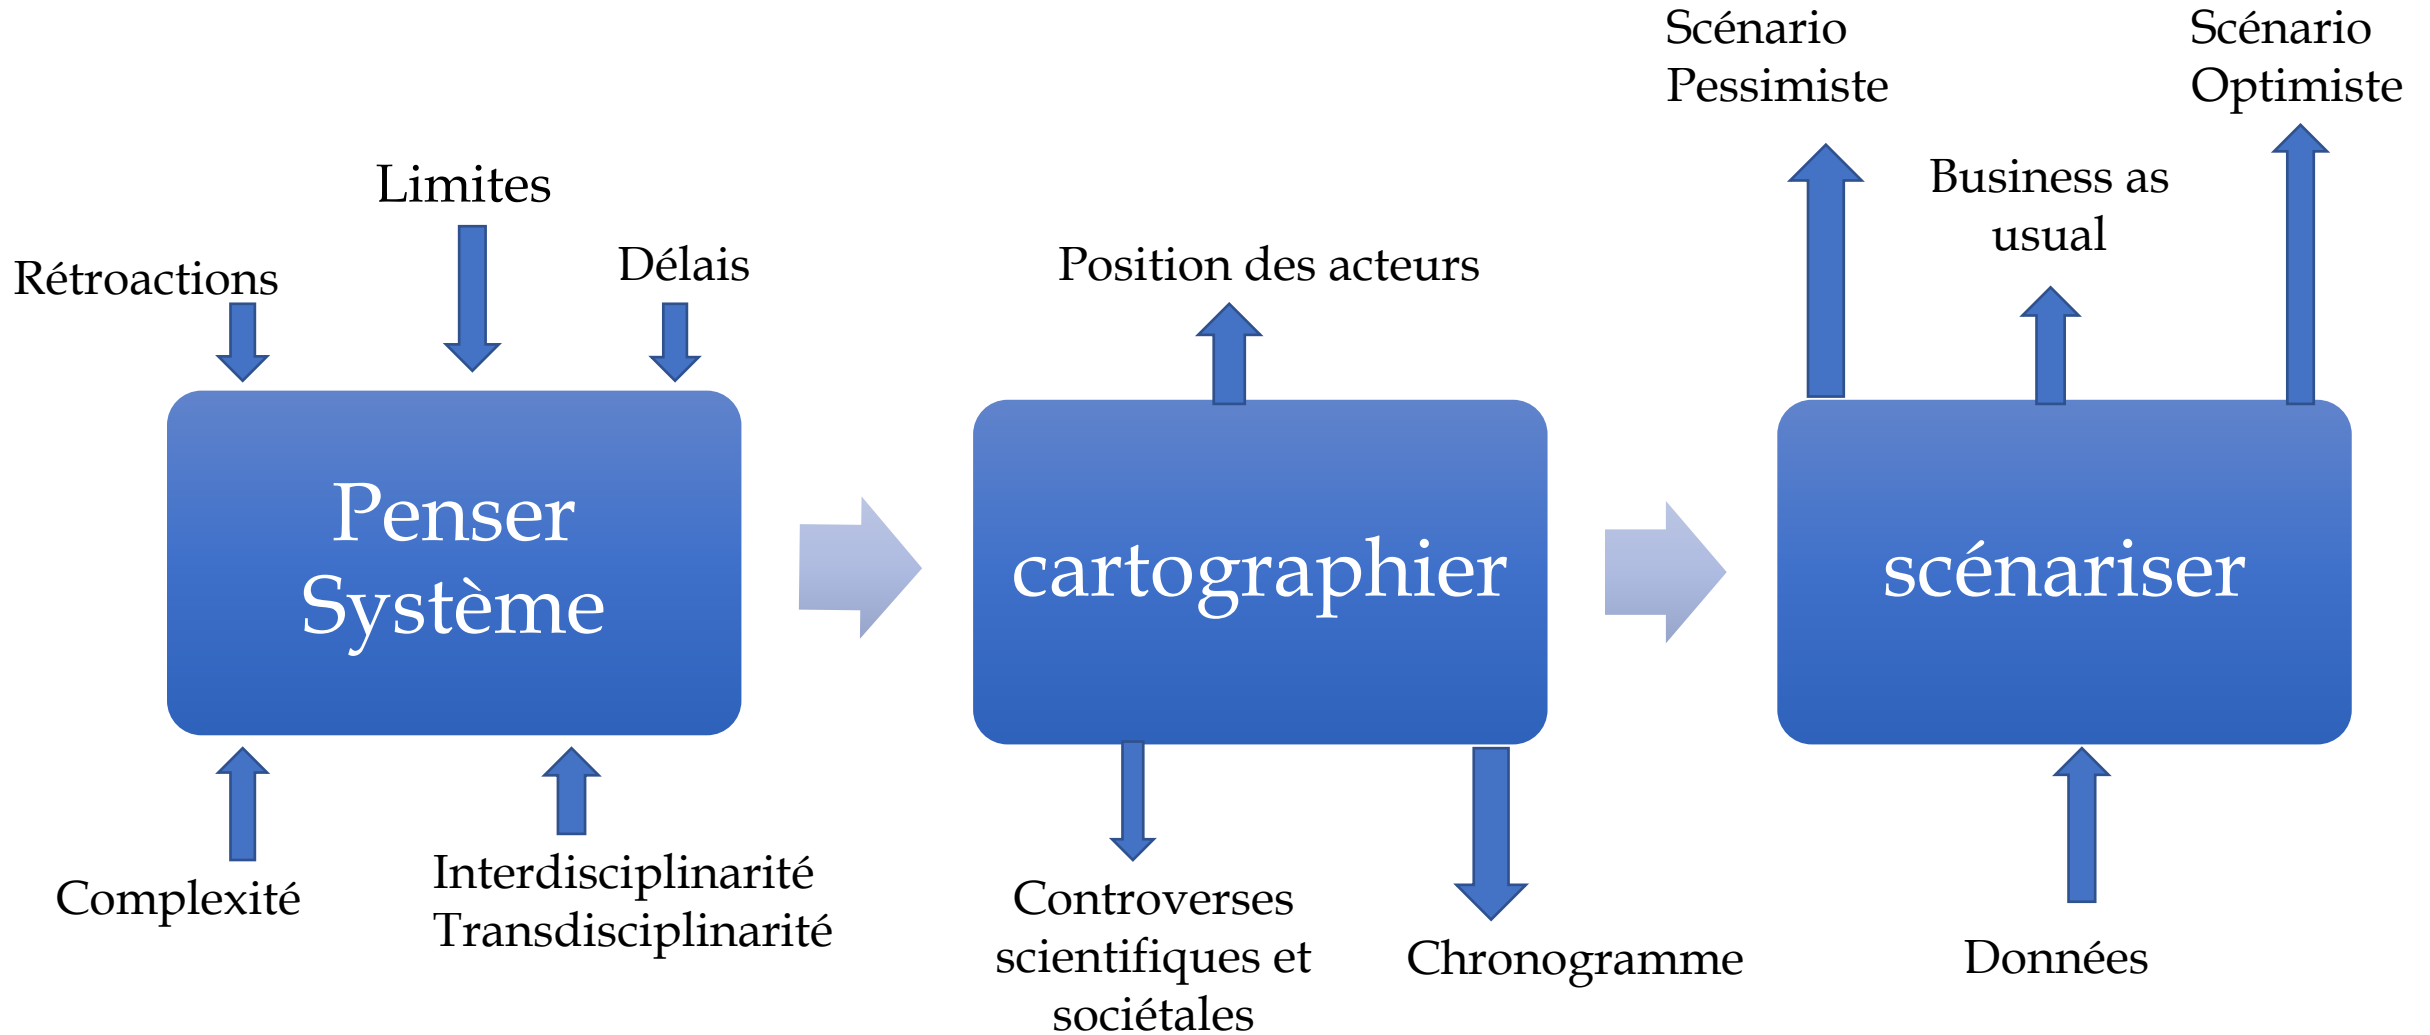 Rétroactions
Limites
Délais
Penser
Système
Complexité
Interdisciplinarité
Transdisciplinarité
Position des acteurs
cartographier
Controverses
scientifiques et
sociétales
Chronogramme
Scénario
Pessimiste
Business as
usual
Scénario
Optimiste
scénariser
Données